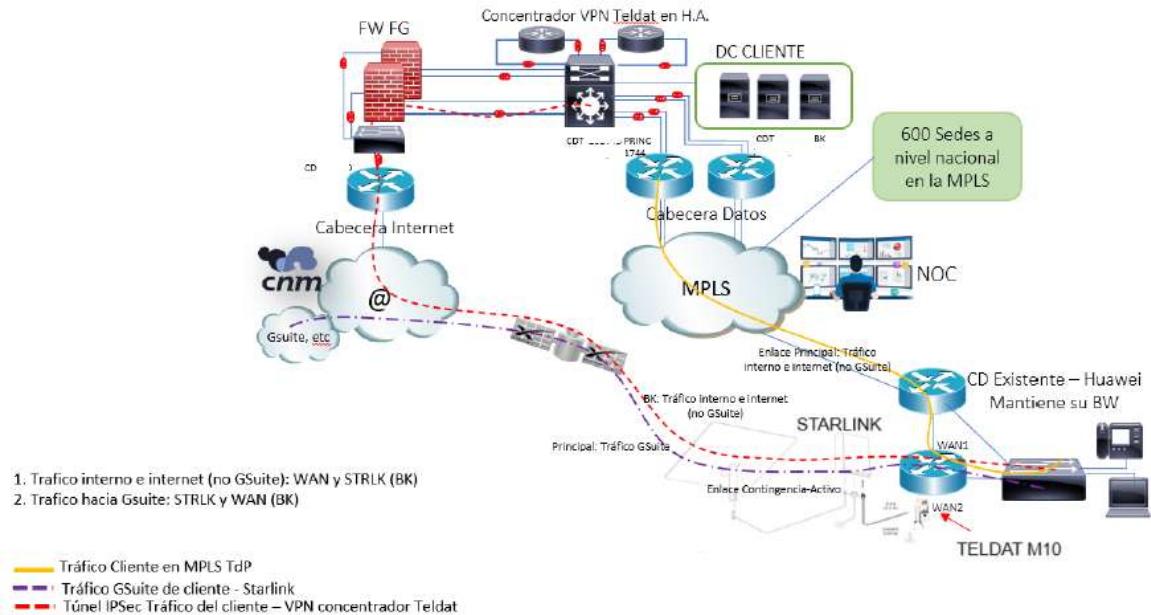 Concentrador VPN Teldat en H.A.
FW FG
DC CLIENTE
CDT
BK
CDT
PRINC
1744
CD
600 Sedes a
nivel nacional
en la MPLS
Cabecera Internet
Cabecera Datos
cnm
@
MPLS
NOC
Gsuite, etc
Enlace Principal: Tráfico
interno e internet (no GSuite)
CD Existente – Huawei
Mantiene su BW
BK: Tráfico interno e internet
(no GSuite)
STARLINK
Principal: Tráfico GSuite
WAN1
Enlace Contingencia-Activo
WAN2
TELDAT M10
1. Trafico interno e internet (no GSuite): WAN y STRLK (BK)
2. Trafico hacia Gsuite: STRLK y WAN (BK)
Tráfico Cliente en MPLS TdP
Tráfico GSuite de cliente - Starlink
Túnel IPSec Tráfico del cliente – VPN concentrador Teldat